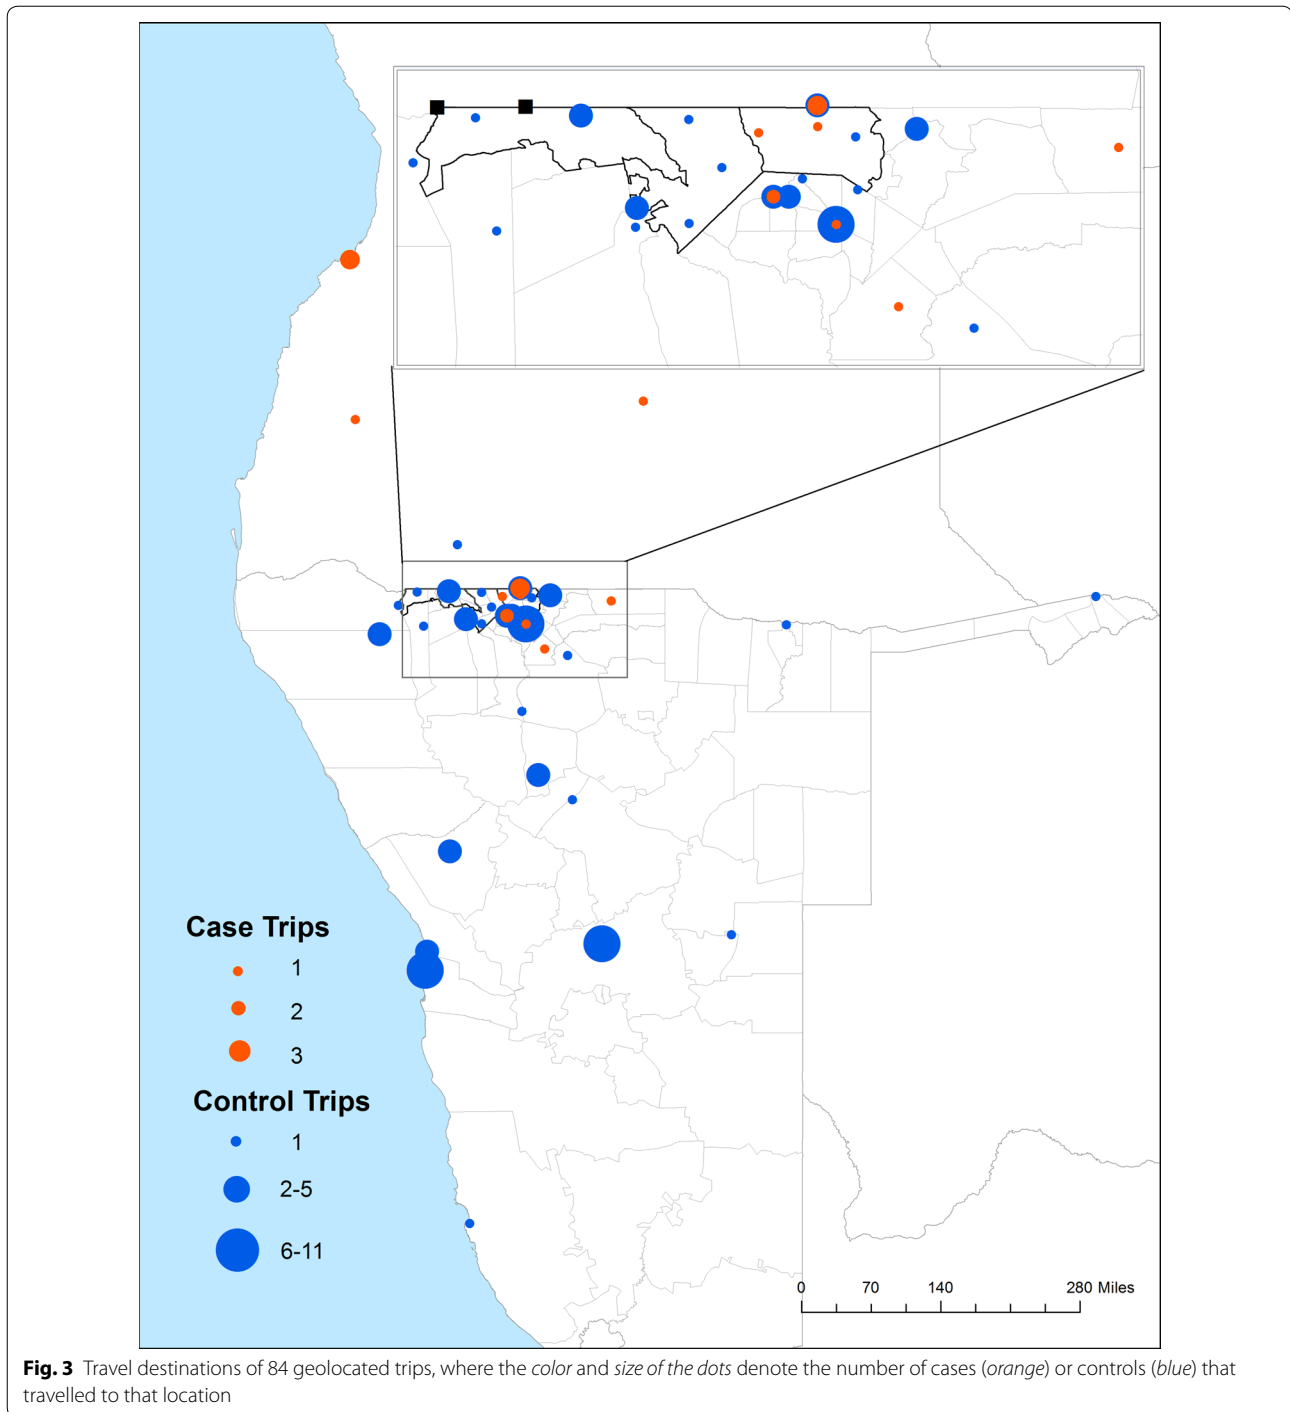 Case Trips
1
2
3
Control Trips
1
2-5
6-11
0 70 140 280 Miles
Fig. 3 Travel destinations of 84 geolocated trips, where the color and size of the dots denote the number of cases (orange) or controls (blue) that
travelled to that location